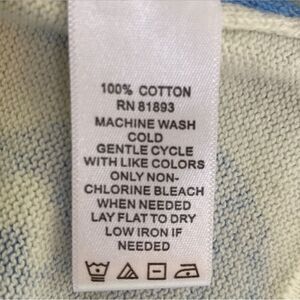 100% COTTON
RN 81893
MACHINE WASH
COLD
GENTLE CYCLE
WITH LIKE COLORS
ONLY NON-
CHLORINE BLEACH
WHEN NEEDED
LAY FLAT TO DRY
LOW IRON IF
NEEDED